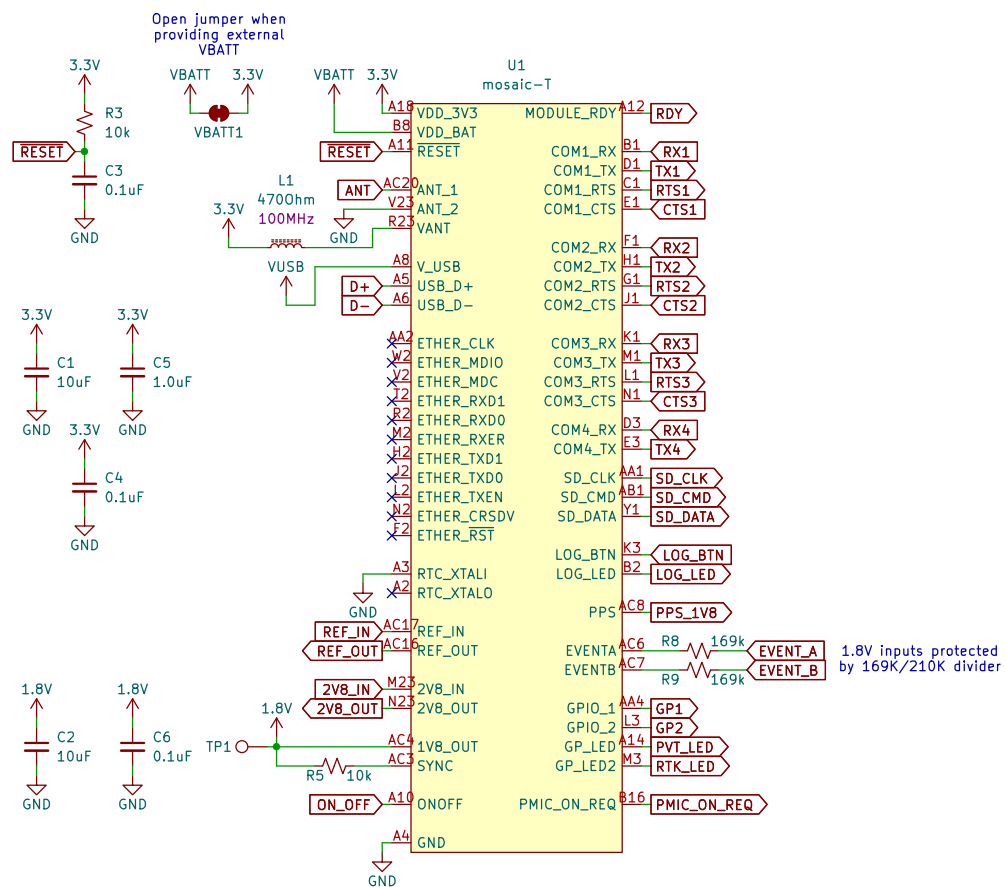 Open jumper when
providing external
VBATT
3.3V
R3
10k
RESET
C3
0.1uF
GND
VBATT
3.3V
VBATT1
VBATT
3.3V
RESET
ANT
GND
L1
470Ohm
100MHz
3.3V
VUSB
D+
D-
3.3V
C1
10uF
GND
3.3V
C5
1.0uF
GND
3.3V
C4
0.1uF
GND
GND
REF_IN
REF_OUT
2V8_IN
2V8_OUT
1.8V
C2
10uF
GND
1.8V
C6
0.1uF
GND
1.8V
TP1
R5
10k
ON_OFF
GND
U1
mosaic-T
A18 VDD_3V3
B8 VDD_BAT
A11 RESET
AC20 ANT_1
V23 ANT_2
R23 VANT
A8 V_USB
A5 USB_D+
A6 USB_D-
AA2 ETHER_CLK
W2 ETHER_MDIO
V2 ETHER_MDC
T2 ETHER_RXD1
R2 ETHER_RXD0
M2 ETHER_RXER
H2 ETHER_TXD1
J2 ETHER_TXD0
L2 ETHER_TXEN
N2 ETHER_CRSDV
F2 ETHER_RST
A3 RTC_XTALI
A2 RTC_XTALO
AC17 REF_IN
AC16 REF_OUT
M23 2V8_IN
N23 2V8_OUT
AC4 1V8_OUT
AC3 SYNC
A10 ONOFF
A4 GND
MODULE_RDY A12 RDY
COM1_RX B1 RX1
COM1_TX D1 TX1
COM1_RTS C1 RTS1
COM1_CTS E1 CTS1
COM2_RX F1 RX2
COM2_TX H1 TX2
COM2_RTS G1 RTS2
COM2_CTS J1 CTS2
COM3_RX K1 RX3
COM3_TX M1 TX3
COM3_RTS L1 RTS3
COM3_CTS N1 CTS3
COM4_RX D3 RX4
COM4_TX E3 TX4
SD_CLK AA1 SD_CLK
SD_CMD AB1 SD_CMD
SD_DATA Y1 SD_DATA
LOG_BTN K3 LOG_BTN
LOG_LED B2 LOG_LED
PPS AC8 PPS_1V8
EVENTA AC6 R8 169k EVENT_A
EVENTB AC7 R9 169k EVENT_B
1.8V inputs protected
by 169K/210K divider
GPIO_1 AA4 GP1
GPIO_2 L3 GP2
GP_LED A14 PVT_LED
GP_LED2 M3 RTK_LED
PMIC_ON_REQ B16 PMIC_ON_REQ